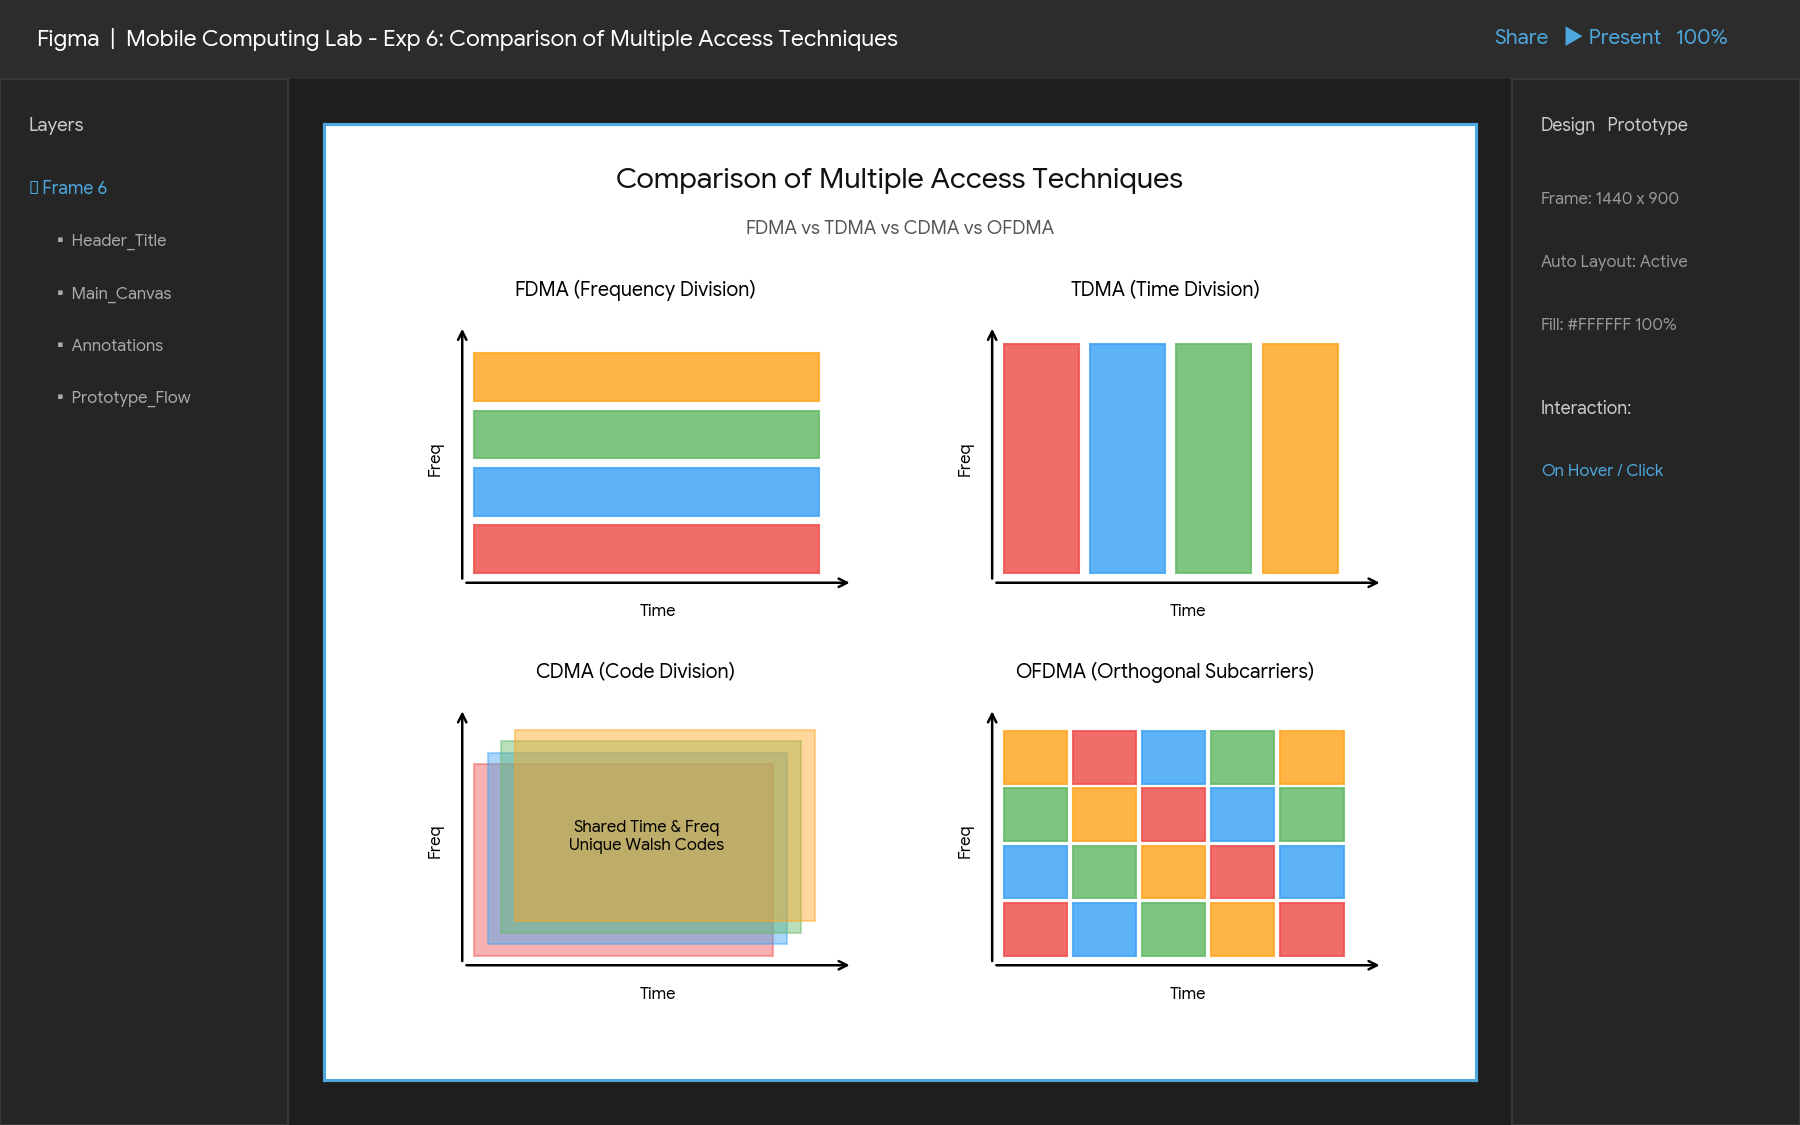 Figma | Mobile Computing Lab - Exp 6: Comparison of Multiple Access Techniques
Share ▶ Present 100%
Layers
Frame 6
▪ Header_Title
▪ Main_Canvas
▪ Annotations
▪ Prototype_Flow
Comparison of Multiple Access Techniques
FDMA vs TDMA vs CDMA vs OFDMA
FDMA (Frequency Division)
Freq
Time
TDMA (Time Division)
Freq
Time
CDMA (Code Division)
Freq
Shared Time & Freq
Unique Walsh Codes
Time
OFDMA (Orthogonal Subcarriers)
Freq
Time
Design Prototype
Frame: 1440 x 900
Auto Layout: Active
Fill: #FFFFFF 100%
Interaction:
On Hover / Click